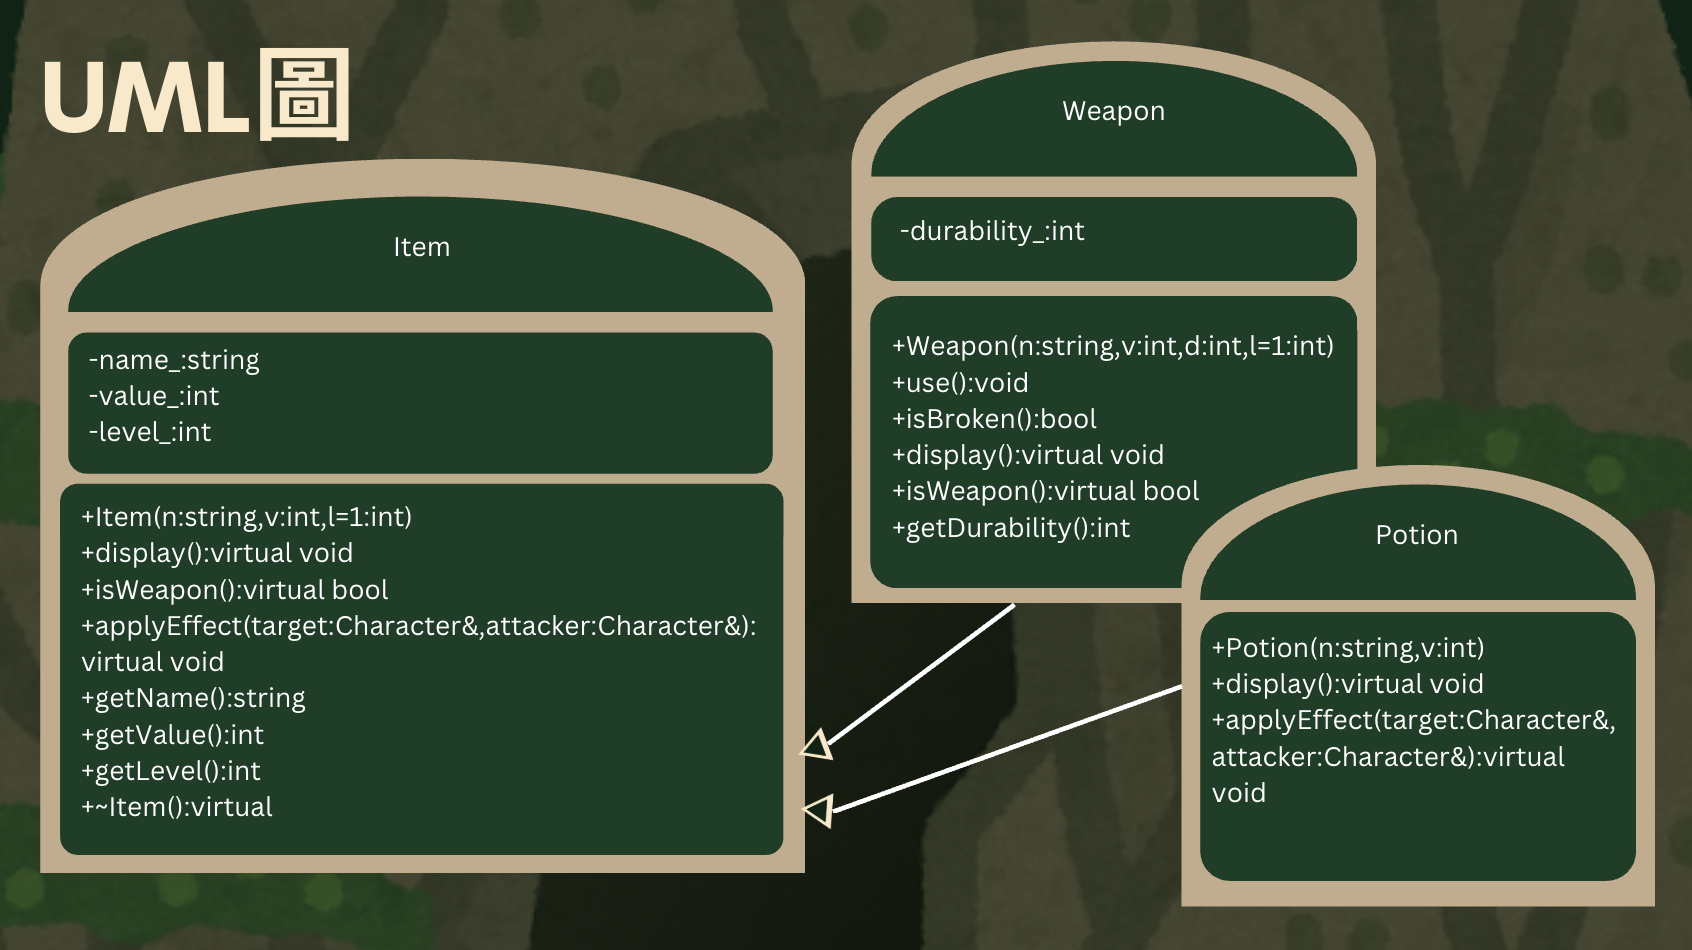 UML圖
Item
-name_:string
-value_:int
-level_:int
+Item(n:string,v:int,l=1:int)
+display():virtual void
+isWeapon():virtual bool
+applyEffect(target:Character&,attacker:Character&):
virtual void
+getName():string
+getValue():int
+getLevel():int
+~Item():virtual
Weapon
-durability_:int
+Weapon(n:string,v:int,d:int,l=1:int)
+use():void
+isBroken():bool
+display():virtual void
+isWeapon():virtual bool
+getDurability():int
Potion
+Potion(n:string,v:int)
+display():virtual void
+applyEffect(target:Character&,
attacker:Character&):virtual
void